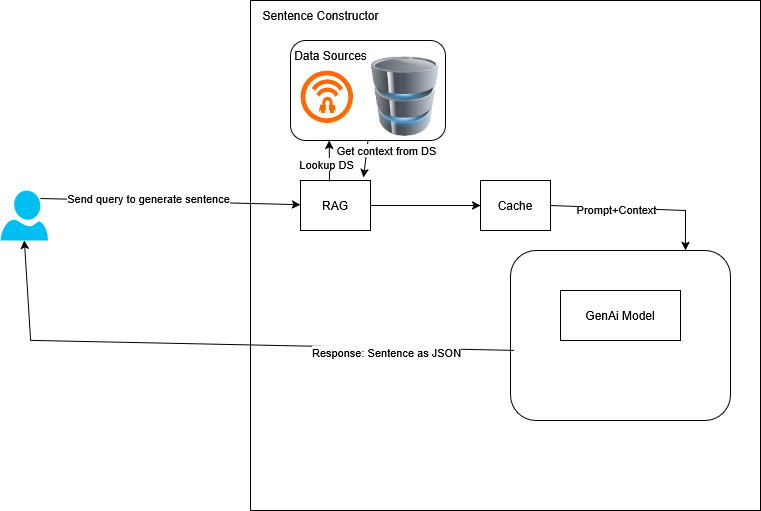 Sentence Constructor
Data Sources
Get context from DS
Lookup DS
Send query to generate sentence
RAG
Cache
Prompt+Context
GenAi Model
Response: Sentence as JSON